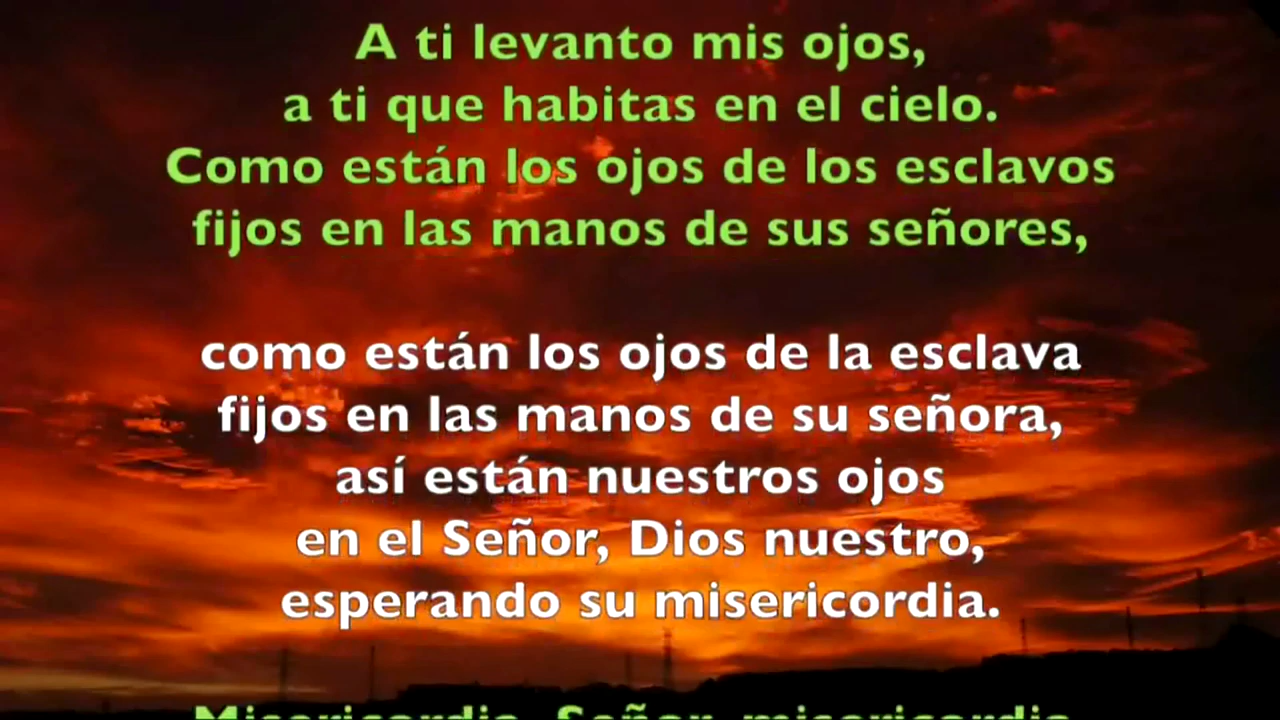 A ti levanto mis ojos,
a ti que habitas en el cielo.
Como están los ojos de los esclavos
fijos en las manos de sus señores,
como están los ojos de la esclava
fijos en las manos de su señora,
así están nuestros ojos
en el Señor, Dios nuestro,
esperando su misericordia.
Misericordia, Señor, misericordia